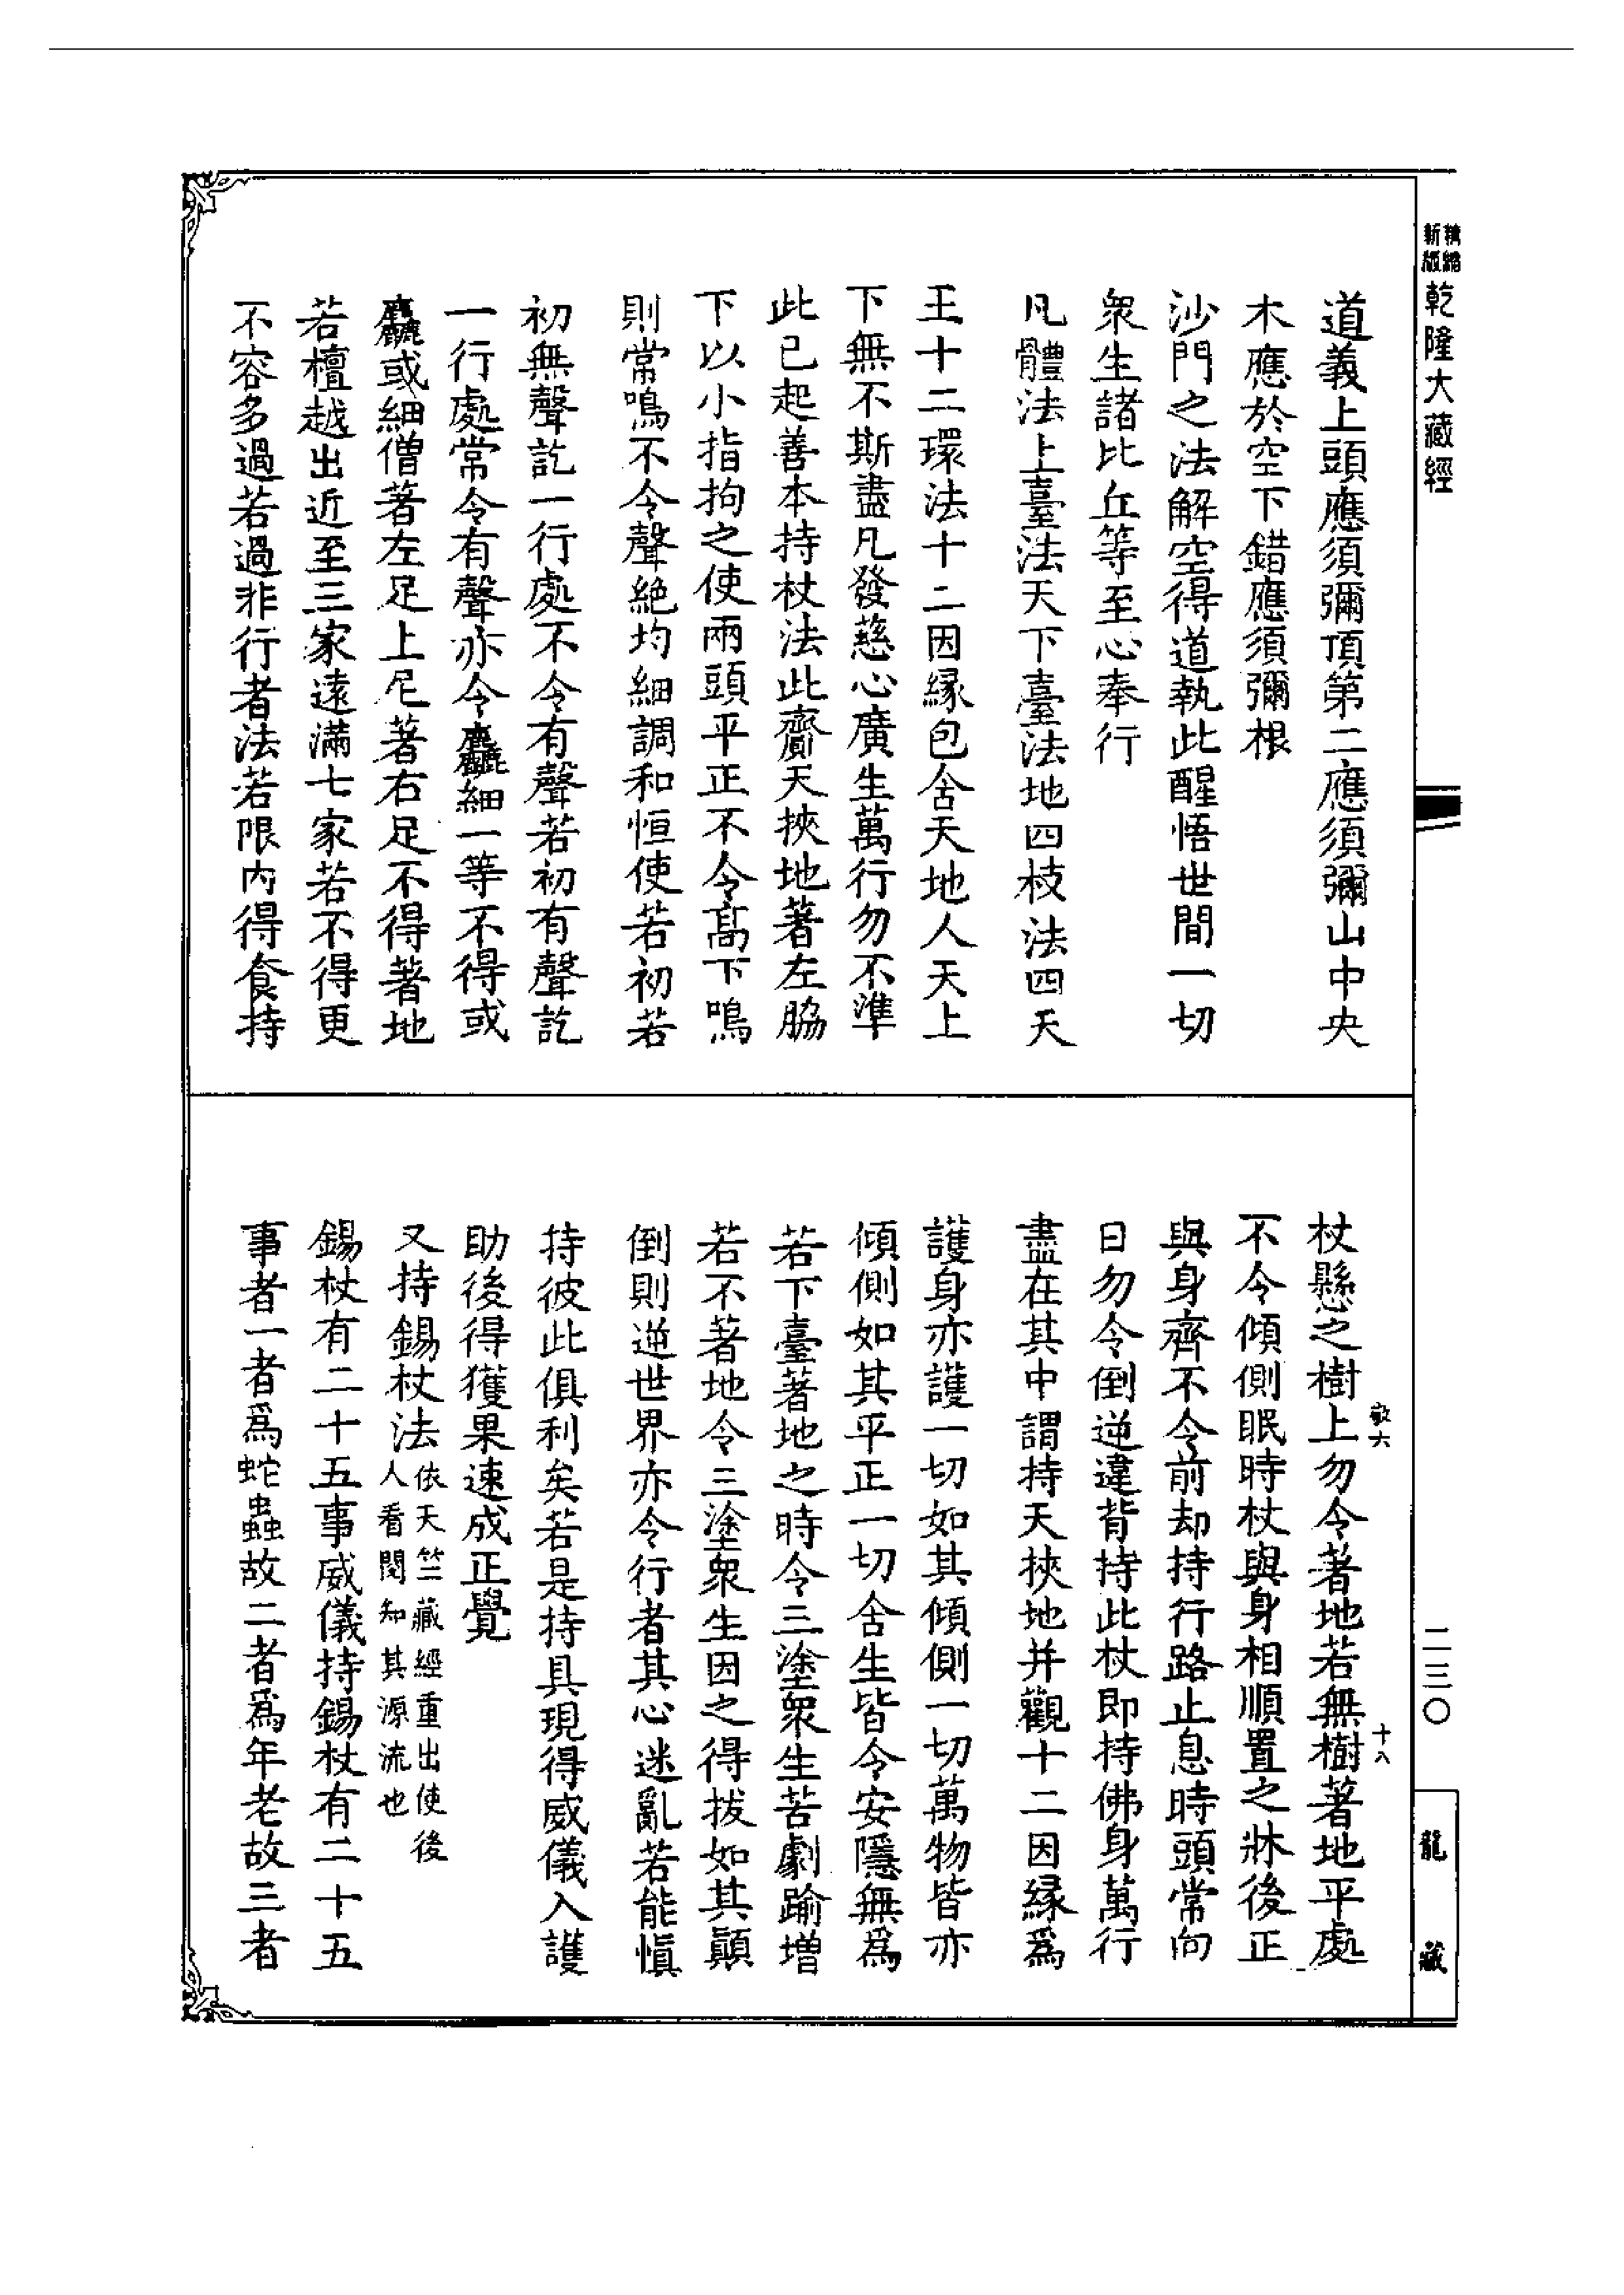 精縮新版
乾隆大藏經
二三〇
龍藏
道義上頭應須彌頂第二應須彌山中央
木應於空下錯應須彌根
沙門之法解空得道執此醒悟世間一切
衆生諸比丘等至心奉行
凡體法上臺法天下臺法地四枝法四天
王十二環法十二因緣包含天地人天上
下無不斯盡凡發慈心廣生萬行勿不準
此已起善本持杖法此齎天挾地著左脇
下以小指拘之使兩頭平正不令髙下鳴
則常鳴不令聲絕均細調和恒使若初若
初無聲訖一行處不令有聲若初有聲訖
一行處常令有聲亦令麤細一等不得或
麤或細僧著左足上尼著右足不得著地
若檀越出近至三家遠滿七家若不得更
不容多過若過非行者法若限内得食持
杖懸之樹上勿令著地若無樹著地平處
敬六
十八
不令傾側眠時杖與身相順置之牀後正
與身齊不令前却持行路止息時頭常向
日勿令倒逆違背持此杖即持佛身萬行
盡在其中謂持天挾地并觀十二因緣爲
護身亦護一切如其傾側一切萬物皆亦
傾側如其平正一切含生皆令安隱無爲
若下臺著地之時令三塗衆生苦劇踰增
若不著地令三塗衆生因之得拔如其顛
倒則逆世界亦令行者其心迷亂若能慎
持彼此俱利矣若是持具現得威儀入護
助後得獲果速成正覺
又持錫杖法依天竺藏經重出使後人看閱知其源流也
錫杖有二十五事威儀持錫杖有二十五
事者一者爲蛇蟲故二者爲年老故三者